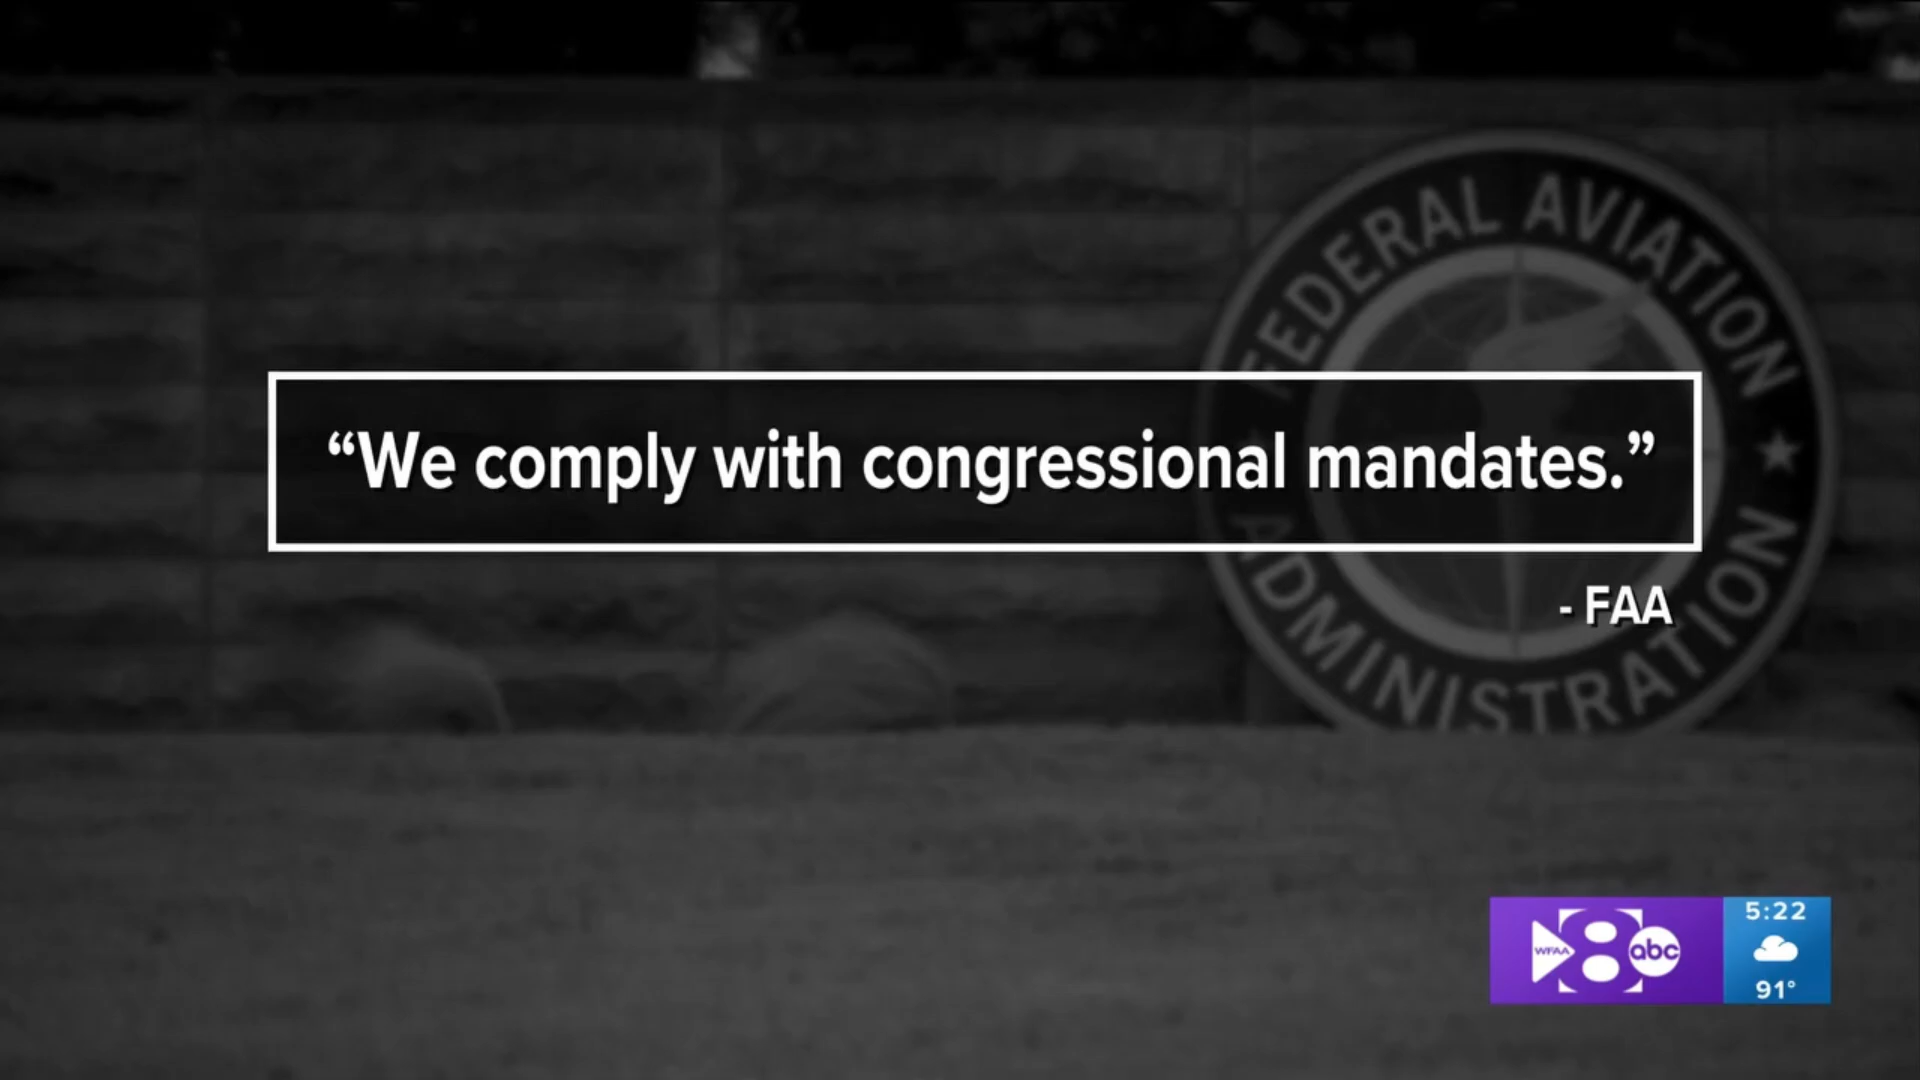 FEDERAL AVIATION
ADMINISTRATION
“We comply with congressional mandates.”
- FAA
WFAA
8
abc
5:22
91°